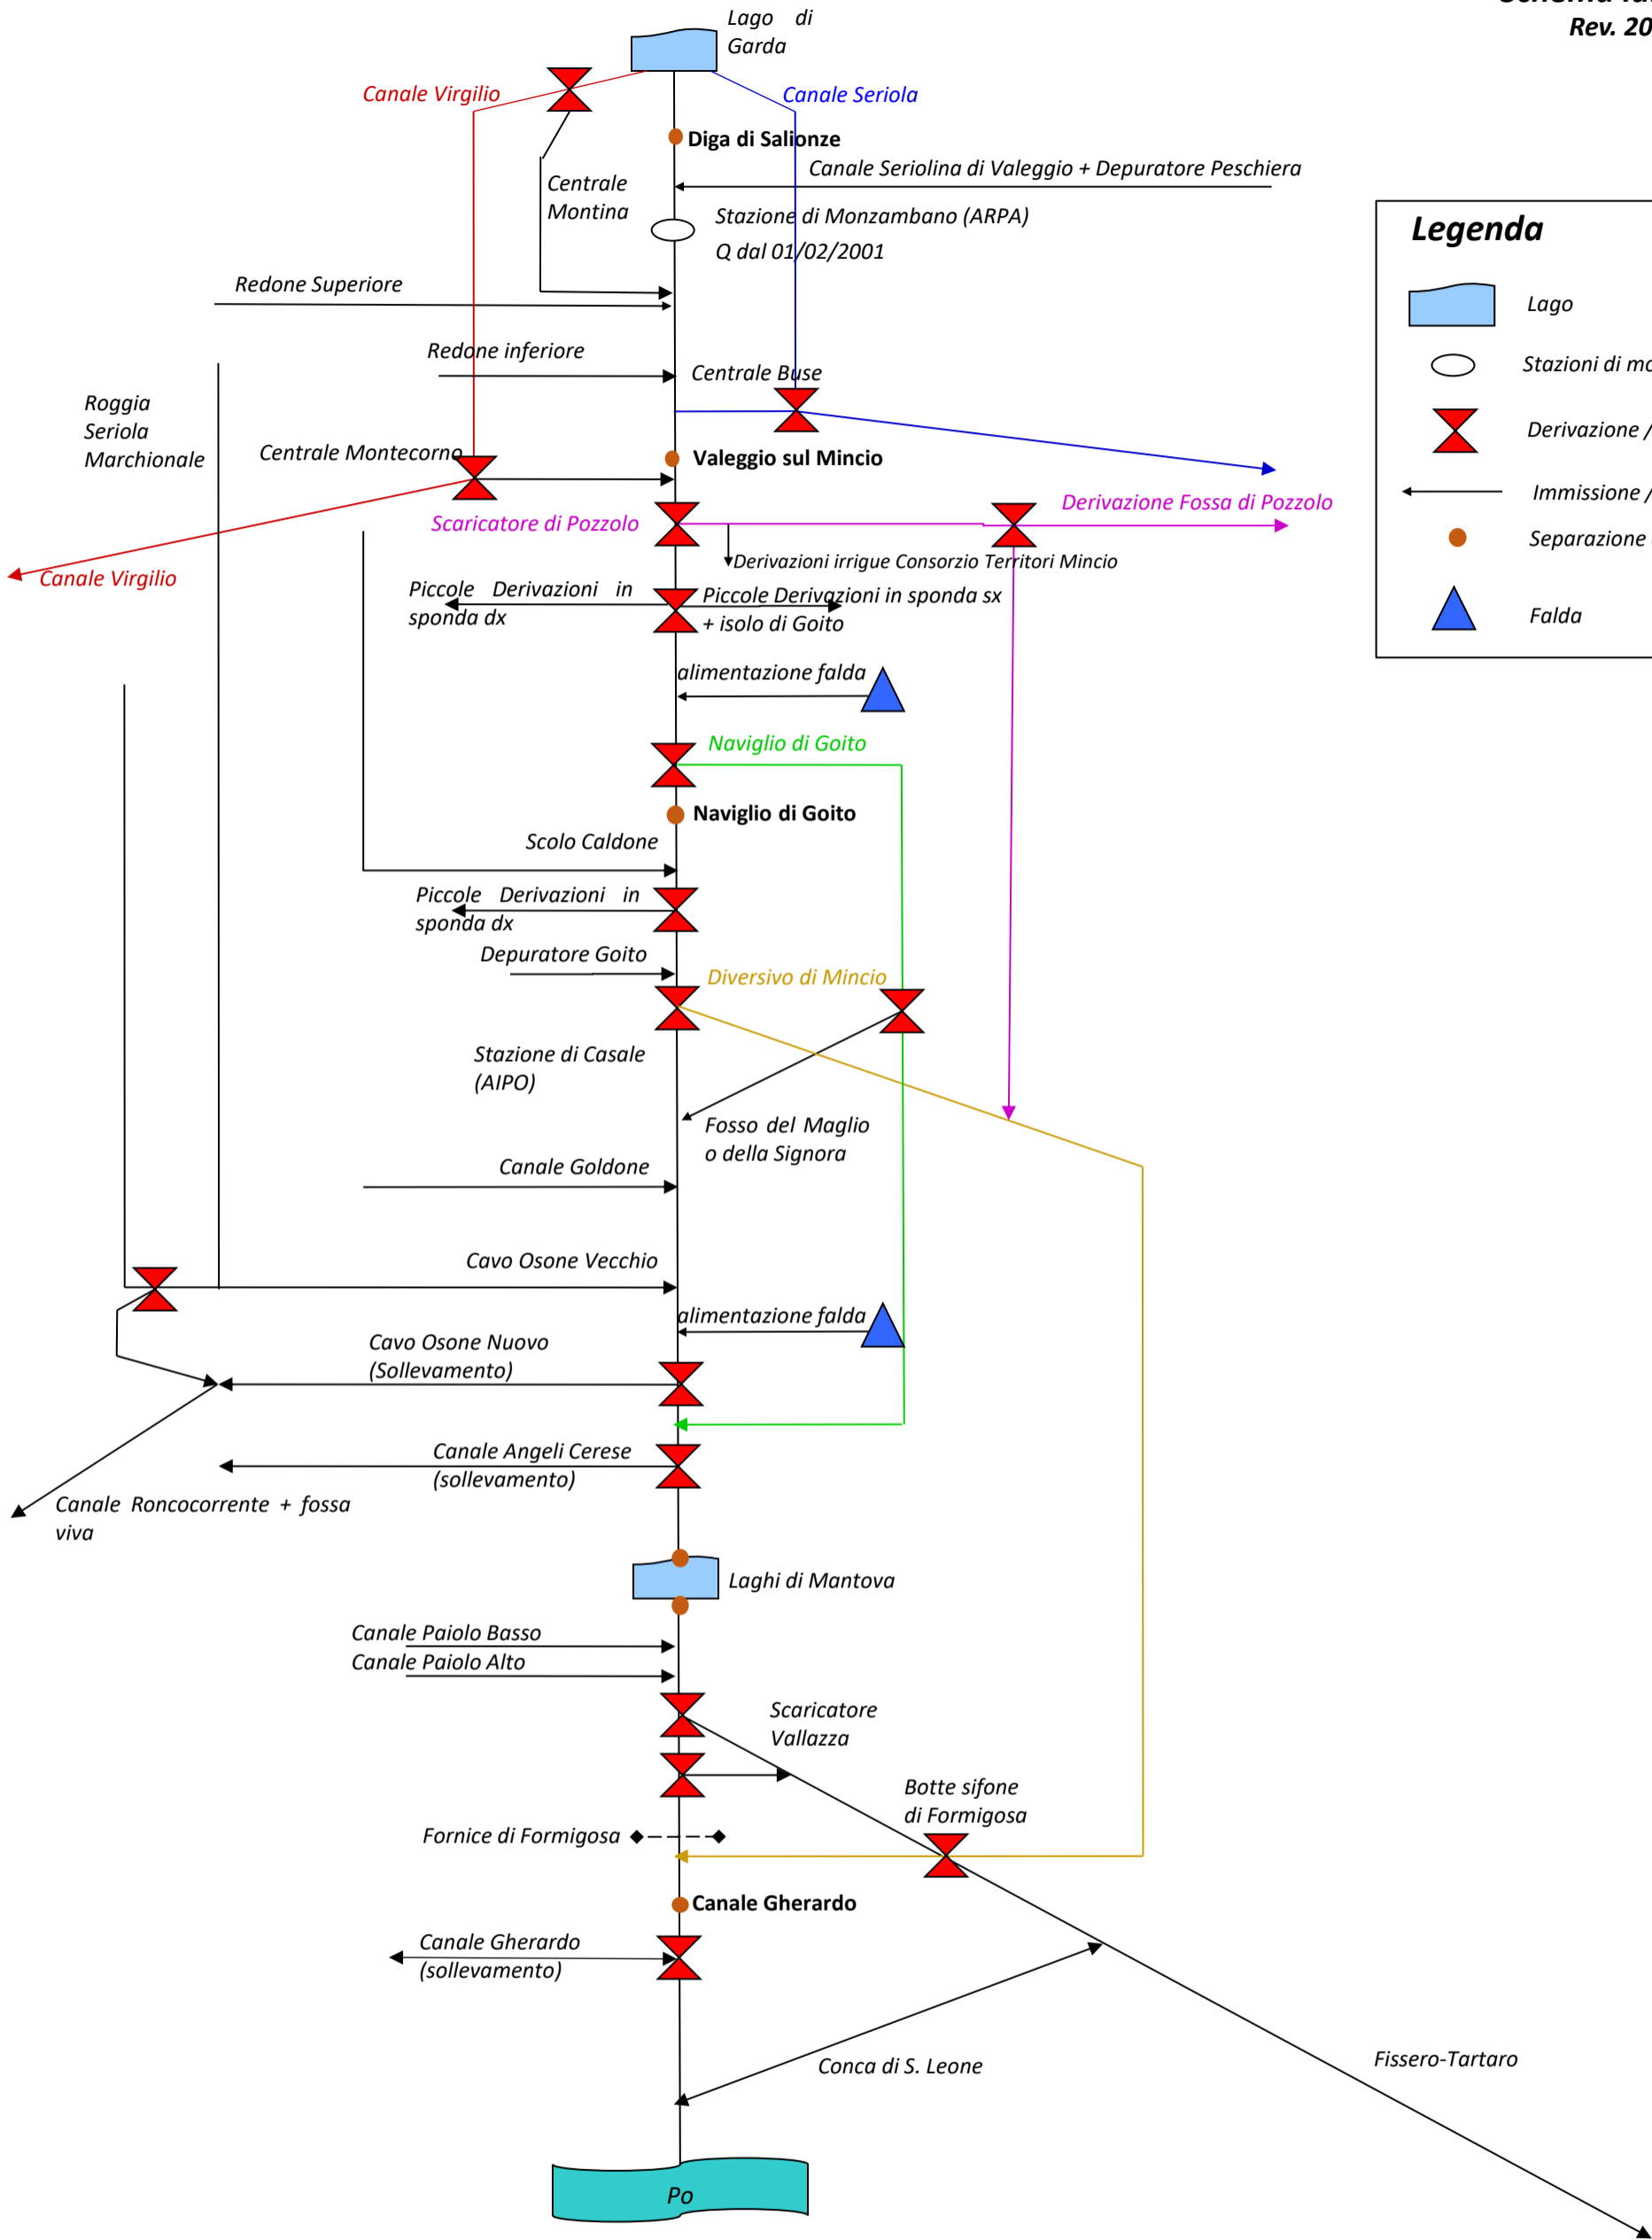 Rev. 20
Lago di
Garda
Canale Virgilio
Canale Seriola
Diga di Salionze
Canale Seriolina di Valeggio + Depuratore Peschiera
Centrale
Montina
Stazione di Monzambano (ARPA)
Q dal 01/02/2001
Legenda
Redone Superiore
Lago
Redone inferiore
Stazioni di mo
Centrale Buse
Roggia
Seriola
Marchionale
Derivazione /
Centrale Montecorno
Valeggio sul Mincio
Immissione /
Scaricatore di Pozzolo
Derivazione Fossa di Pozzolo
Separazione
Derivazioni irrigue Consorzio Territori Mincio
Canale Virgilio
Piccole Derivazioni in
sponda dx
Piccole Derivazioni in sponda sx
+ isolo di Goito
Falda
alimentazione falda
Naviglio di Goito
Naviglio di Goito
Scolo Caldone
Piccole Derivazioni in
sponda dx
Depuratore Goito
Diversivo di Mincio
Stazione di Casale
(AIPO)
Fosso del Maglio
o della Signora
Canale Goldone
Cavo Osone Vecchio
alimentazione falda
Cavo Osone Nuovo
(Sollevamento)
Canale Angeli Cerese
(sollevamento)
Canale Roncocorrente + fossa
viva
Laghi di Mantova
Canale Paiolo Basso
Canale Paiolo Alto
Scaricatore
Vallazza
Botte sifone
di Formigosa
Fornice di Formigosa
Canale Gherardo
Canale Gherardo
(sollevamento)
Conca di S. Leone
Fissero-Tartaro
Po